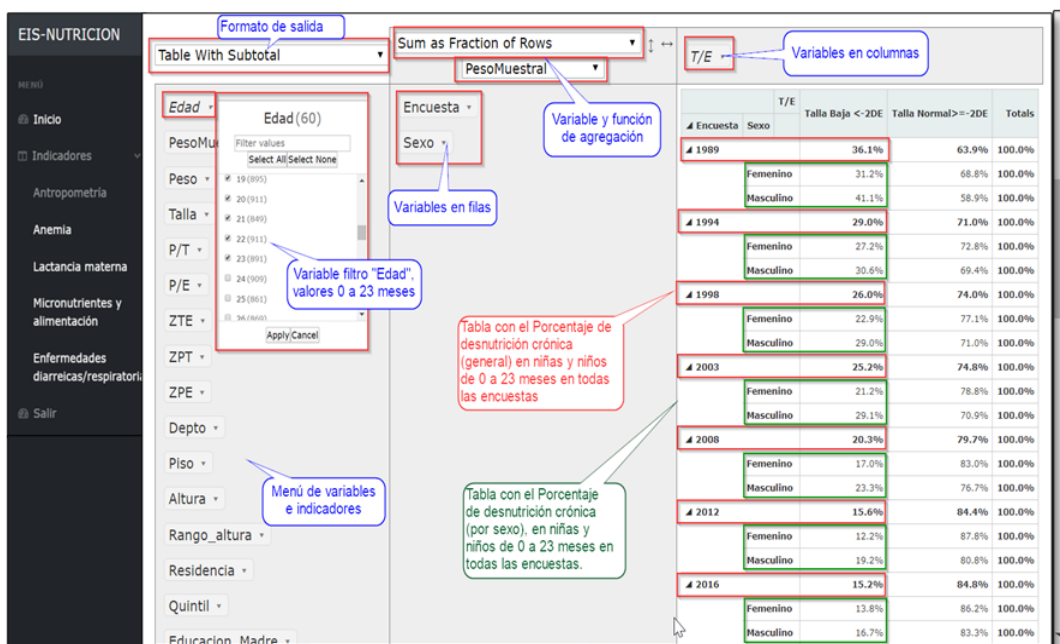 EIS-NUTRICION
MENÚ
Inicio
Indicadores
Antropometría
Anemia
Lactancia materna
Micronutrientes y
alimentación
Enfermedades
diarreicas/respiratoria
Salir
Formato de salida
Table With Subtotal
Sum as Fraction of Rows
PesoMuestral
T/E
Variables en columnas
Variable y función
de agregación
Edad
PesoMu
Peso
Talla
P/T
P/E
ZTE
ZPT
ZPE
Depto
Piso
Altura
Rango_altura
Residencia
Quintil
Educacion_Madre
Edad (60)
Filter values
Select All Select None
19 (895)
20 (911)
21 (849)
22 (911)
23 (891)
24 (909)
25 (861)
26 (869)
Apply Cancel
Variable filtro "Edad",
valores 0 a 23 meses
Menú de variables
e indicadores
Encuesta
Sexo
Variables en filas
Tabla con el Porcentaje de
desnutrición crónica
(general) en niñas y niños
de 0 a 23 meses en todas
las encuestas
Tabla con el Porcentaje
de desnutrición crónica
(por sexo), en niñas y
niños de 0 a 23 meses en
todas las encuestas.
T/E Talla Baja <-2DE Talla Normal>=-2DE Totals
Encuesta Sexo
1989 36.1% 63.9% 100.0%
Femenino 31.2% 68.8% 100.0%
Masculino 41.1% 58.9% 100.0%
1994 29.0% 71.0% 100.0%
Femenino 27.2% 72.8% 100.0%
Masculino 30.6% 69.4% 100.0%
1998 26.0% 74.0% 100.0%
Femenino 22.9% 77.1% 100.0%
Masculino 29.0% 71.0% 100.0%
2003 25.2% 74.8% 100.0%
Femenino 21.2% 78.8% 100.0%
Masculino 29.1% 70.9% 100.0%
2008 20.3% 79.7% 100.0%
Femenino 17.0% 83.0% 100.0%
Masculino 23.3% 76.7% 100.0%
2012 15.6% 84.4% 100.0%
Femenino 12.2% 87.8% 100.0%
Masculino 19.2% 80.8% 100.0%
2016 15.2% 84.8% 100.0%
Femenino 13.8% 86.2% 100.0%
Masculino 16.7% 83.3% 100.0%